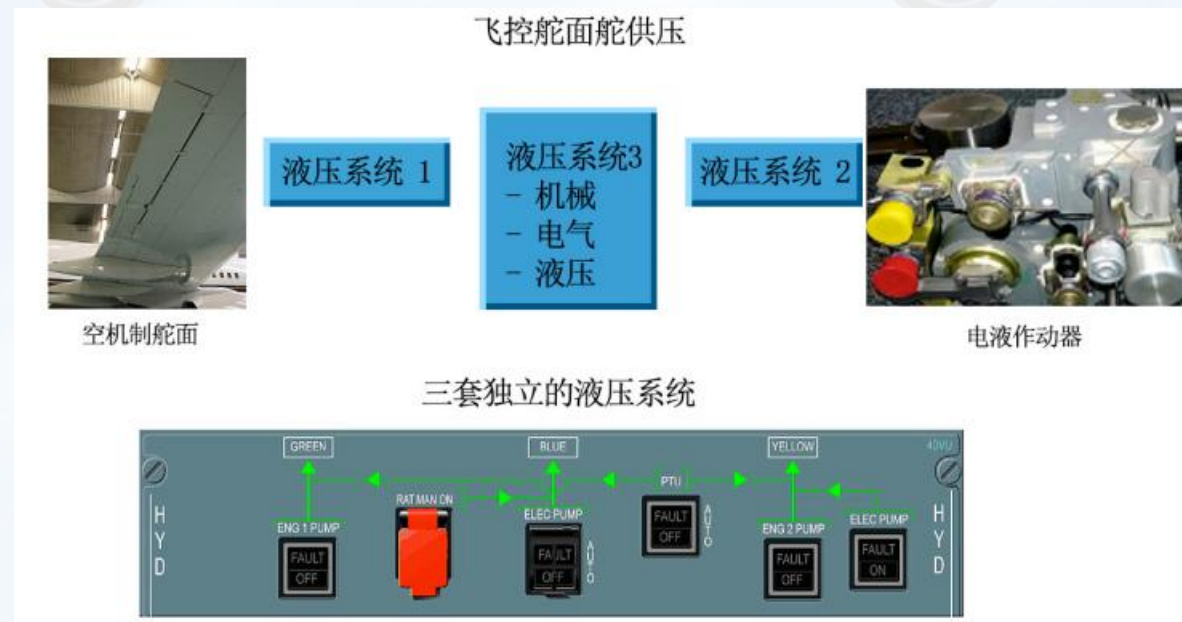 飞控舵面舵供压
液压系统 1
液压系统3
- 机械
- 电气
- 液压
液压系统 2
空机制舵面
电液作动器
三套独立的液压系统
GREEN
BLUE
YELLOW
40VU
PTU
RAT MAN ON
ENG 1 PUMP
ELEC PUMP
ENG 2 PUMP
ELEC PUMP
HYD
FAULT
OFF
FAULT
OFF
AUTO
FAULT
OFF
AUTO
FAULT
OFF
FAULT
ON
HYD